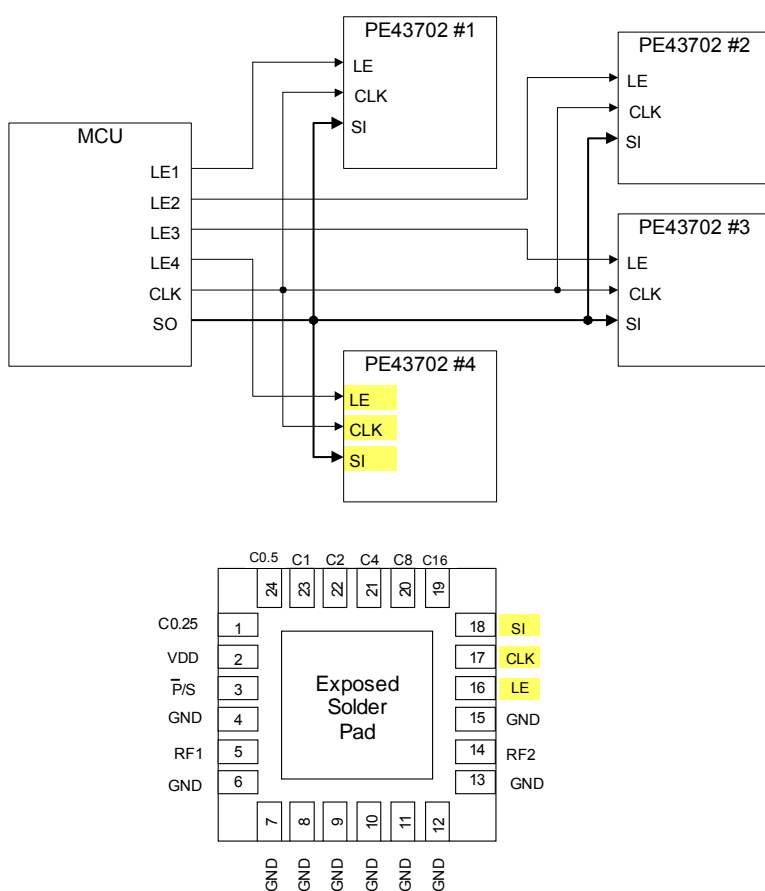 PE43702 #1
LE
CLK
SI
PE43702 #2
LE
CLK
SI
MCU
LE1
LE2
LE3
LE4
CLK
SO
PE43702 #3
LE
CLK
SI
PE43702 #4
LE
CLK
SI
C0.5 C1 C2 C4 C8 C16
24 23 22 21 20 19
C0.25 1
VDD 2
P̅/S 3
GND 4
RF1 5
GND 6
Exposed
Solder
Pad
18 SI
17 CLK
16 LE
15 GND
14 RF2
13 GND
7 8 9 10 11 12
GND GND GND GND GND GND